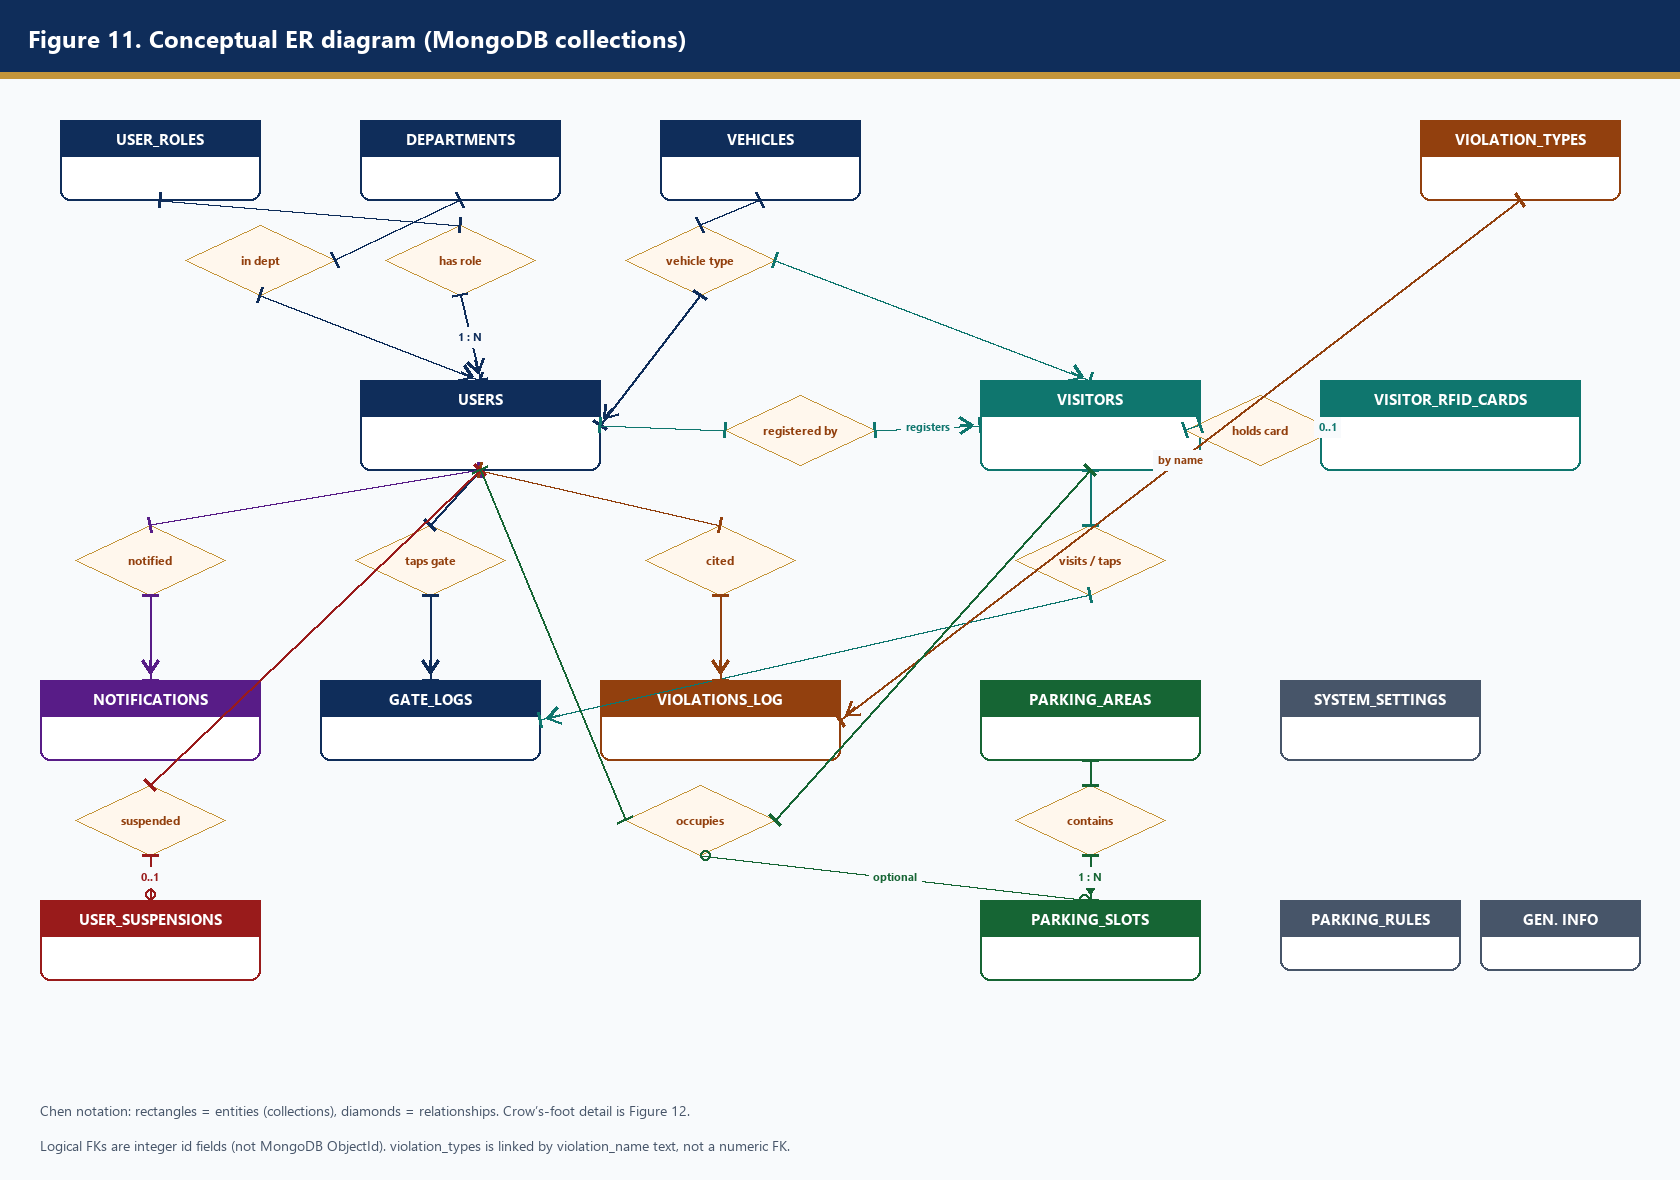 Figure 11. Conceptual ER diagram (MongoDB collections)
USER_ROLES
DEPARTMENTS
VEHICLES
VIOLATION_TYPES
in dept
has role
vehicle type
1 : N
USERS
VISITORS
VISITOR_RFID_CARDS
registered by
registers
holds card
0..1
by name
notified
taps gate
cited
visits / taps
NOTIFICATIONS
GATE_LOGS
VIOLATIONS_LOG
PARKING_AREAS
SYSTEM_SETTINGS
suspended
occupies
contains
0..1
optional
1 : N
USER_SUSPENSIONS
PARKING_SLOTS
PARKING_RULES
GEN. INFO
Chen notation: rectangles = entities (collections), diamonds = relationships. Crow's-foot detail is Figure 12.
Logical FKs are integer id fields (not MongoDB ObjectId). violation_types is linked by violation_name text, not a numeric FK.